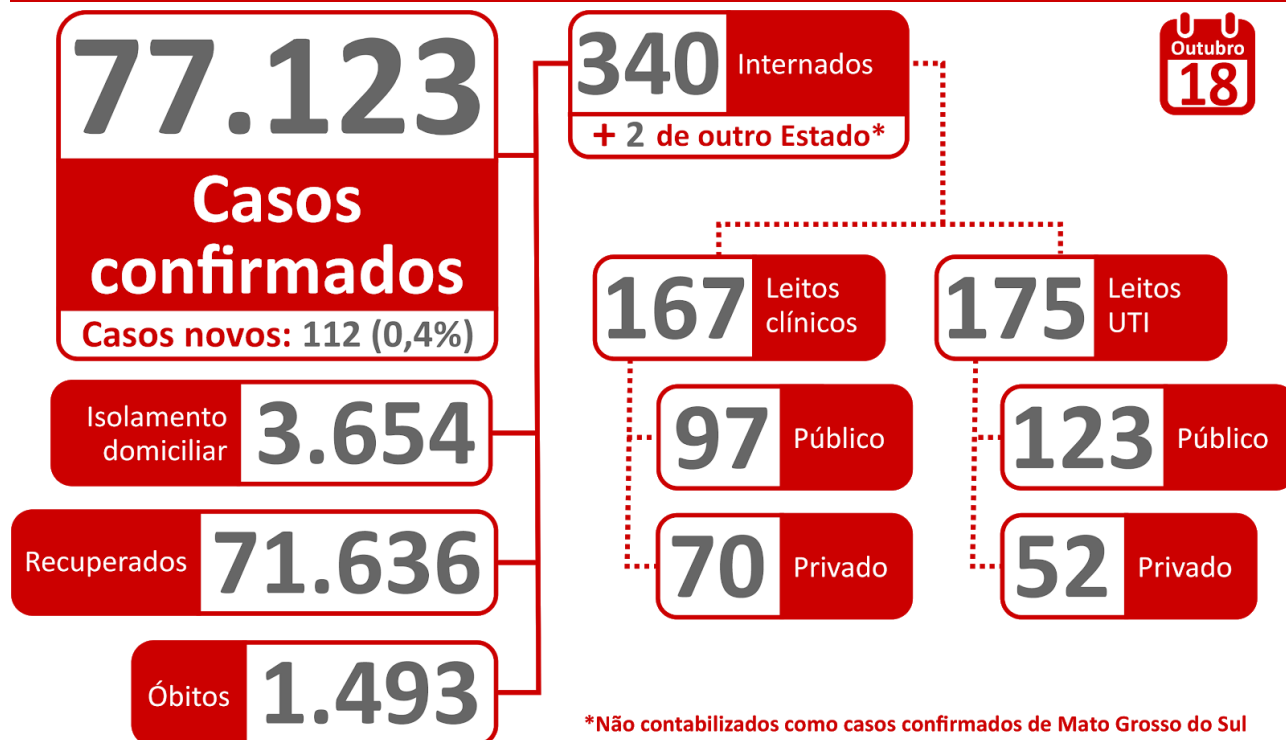 77.123
Casos
confirmados
Casos novos: 112 (0,4%)
340 Internados
+ 2 de outro Estado*
Outubro
18
167 Leitos
clínicos
175 Leitos
UTI
97 Público
123 Público
70 Privado
52 Privado
Isolamento
domiciliar 3.654
Recuperados 71.636
Óbitos 1.493
*Não contabilizados como casos confirmados de Mato Grosso do Sul